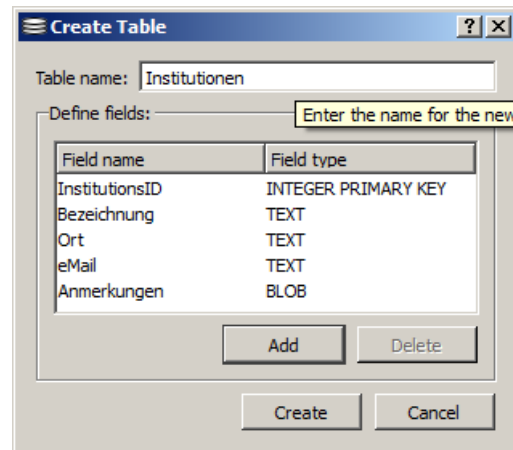 Create Table
Table name: Institutionen
Define fields: Enter the name for the new
Field name Field type
InstitutionsID INTEGER PRIMARY KEY
Bezeichnung TEXT
Ort TEXT
eMail TEXT
Anmerkungen BLOB
Add Delete
Create Cancel